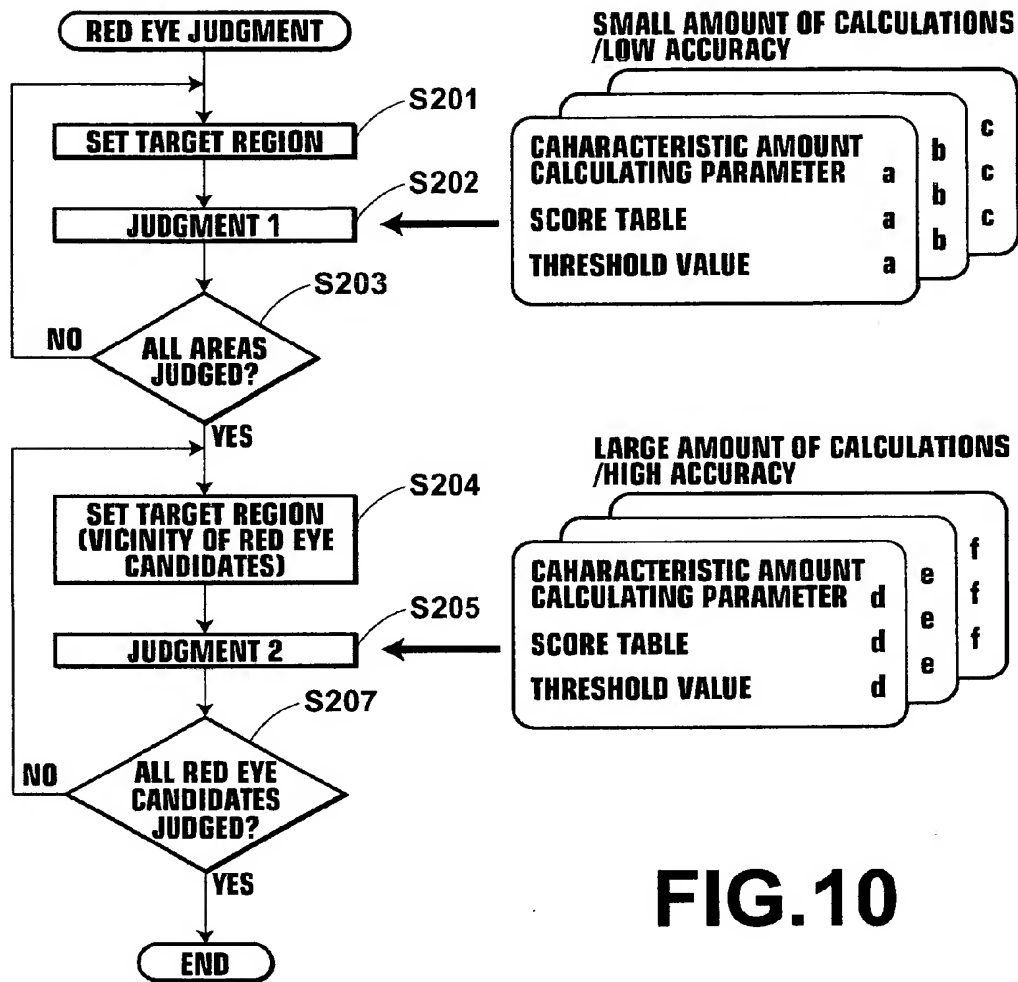 RED EYE JUDGMENT
S201
SET TARGET REGION
S202
JUDGMENT 1
S203
ALL AREAS
JUDGED?
NO
YES
SMALL AMOUNT OF CALCULATIONS
/LOW ACCURACY
CAHARACTERISTIC AMOUNT
CALCULATING PARAMETER a
SCORE TABLE a
THRESHOLD VALUE a
b
b
b
c
c
c
S204
SET TARGET REGION
(VICINITY OF RED EYE
CANDIDATES)
S205
JUDGMENT 2
S207
ALL RED EYE
CANDIDATES
JUDGED?
NO
YES
END
LARGE AMOUNT OF CALCULATIONS
/HIGH ACCURACY
CAHARACTERISTIC AMOUNT
CALCULATING PARAMETER d
SCORE TABLE d
THRESHOLD VALUE d
e
e
e
f
f
f
FIG.10